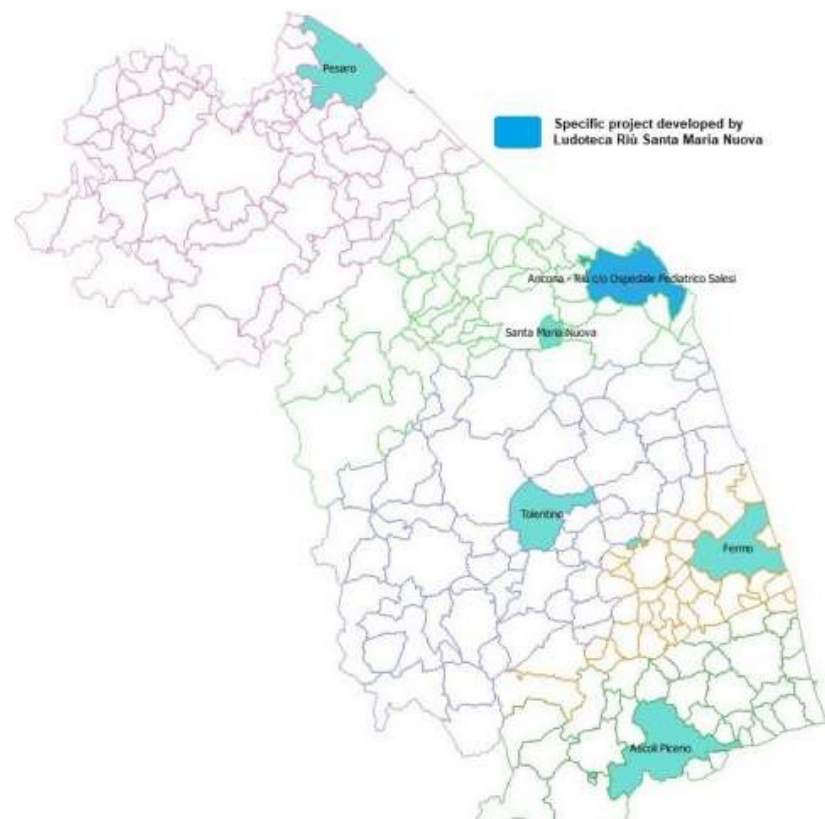 Pesaro
Specific project developed by
Ludoteca Riù Santa Maria Nuova
Ancona - Riù c/o Ospedale Pediatrico Salesi
Santa Maria Nuova
Tolentino
Fermo
Ascoli Piceno